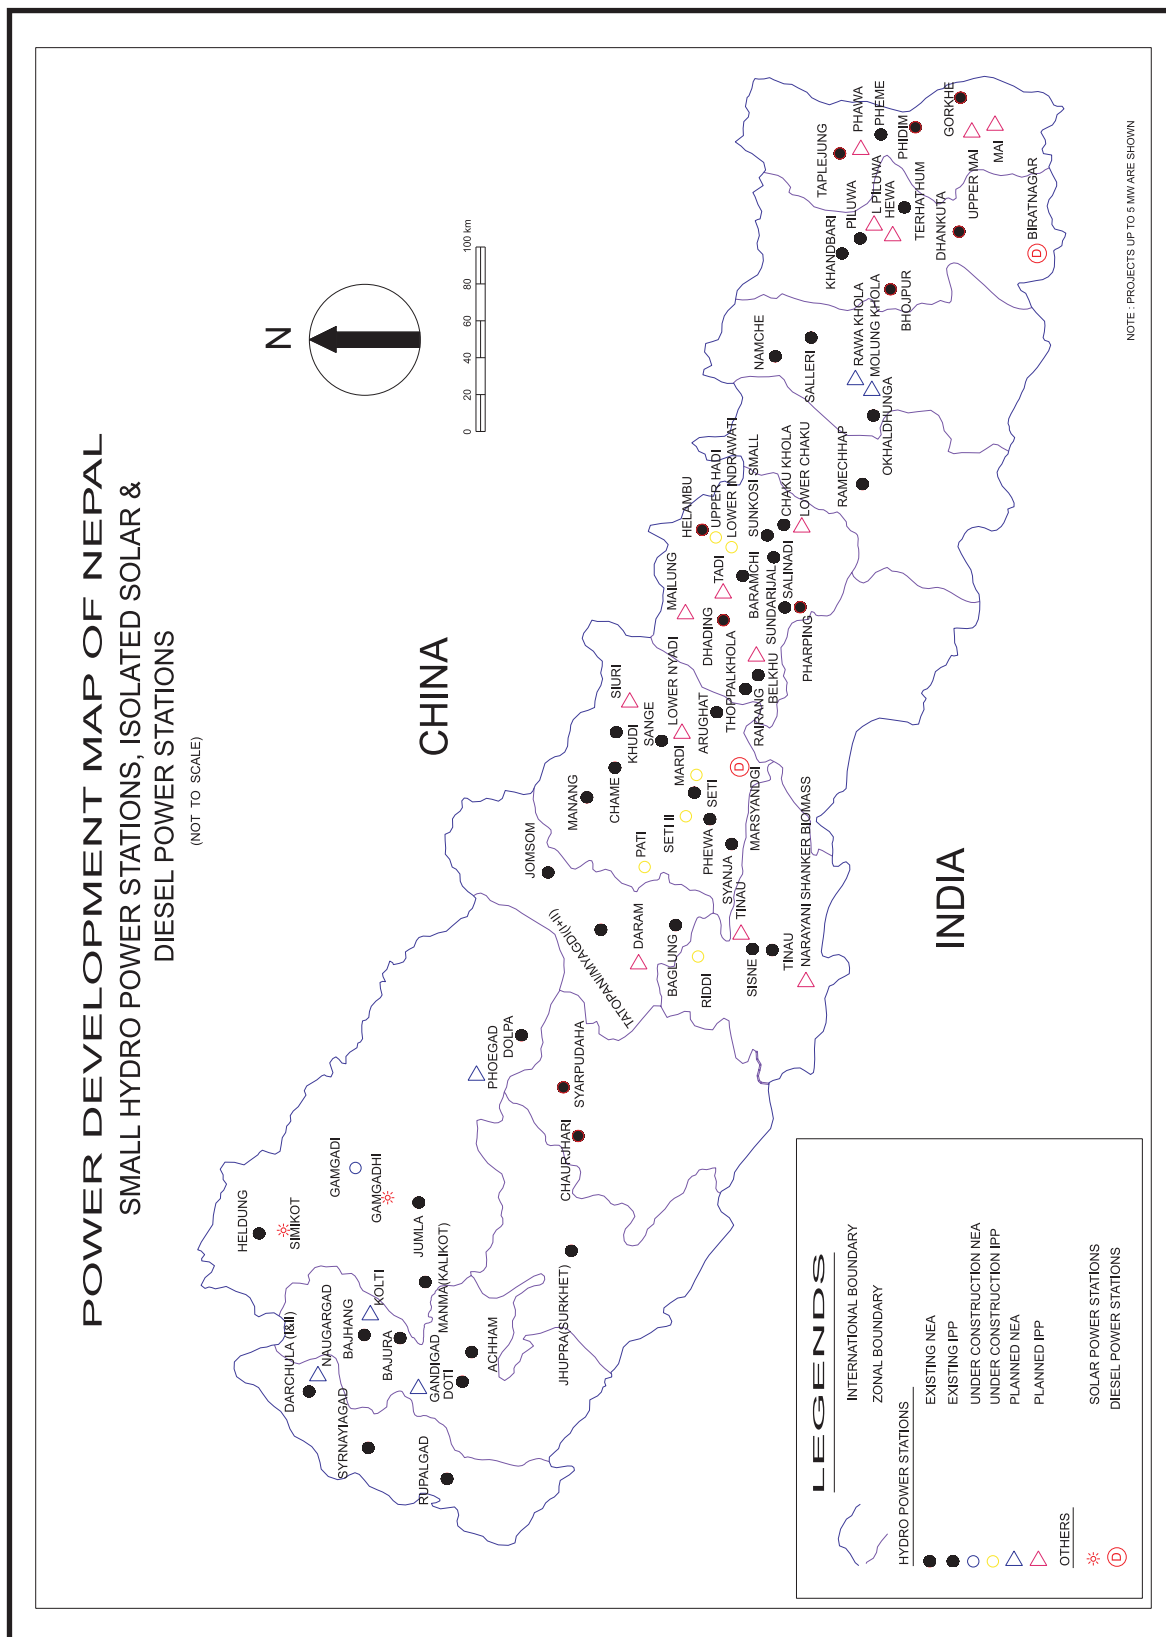 POWER DEVELOPMENT MAP OF NEPAL
SMALL HYDRO POWER STATIONS, ISOLATED SOLAR &
DIESEL POWER STATIONS
(NOT TO SCALE)
N
0 20 40 60 80 100 km
CHINA
INDIA
HELDUNG
SIMIKOT
GAMGADI
GAMGADHI
JUMLA
MANMA(KALIKOT)
DARCHULA (I&II)
NAUGARGAD
BAJHANG
KOLTI
BAJURA
SYRNAYIAGAD
RUPALGAD
GANDIGAD
DOTI
ACHHAM
JHUPRA(SURKHET)
PHOEGAD
DOLPA
CHAURJHARI
SYARPUDAHA
JOMSOM
TATOPANI/MYAGDI(I+II)
DARAM
BAGLUNG
RIDDI
SISNE
TINAU
TINAU
NARAYANI SHANKER BIOMASS
MANANG
CHAME
KHUDI
SIURI
SANGE
LOWER NYADI
PATI
SETI II
MARDI
SETI
PHEWA
SYANJA
MARSYANDGI
ARUGHAT
THOPPALKHOLA
RAIRANG
BELKHU
MAILUNG
DHADING
TADI
HELAMBU
UPPER HADI
LOWER INDRAWATI
BARAMCHI
SUNKOSI SMALL
CHAKU KHOLA
LOWER CHAKU
SUNDARIJAL
SALINADI
PHARPING
RAMECHHAP
OKHALDHUNGA
NAMCHE
SALLERI
RAWA KHOLA
MOLUNG KHOLA
BHOJPUR
KHANDBARI
PILUWA
L PILUWA
HEWA
TERHATHUM
DHANKUTA
TAPLEJUNG
PHAWA
PHEME
PHIDIM
GORKHE
UPPER MAI
MAI
BIRATNAGAR
D
D
NOTE : PROJECTS UP TO 5 MW ARE SHOWN
LEGENDS
INTERNATIONAL BOUNDARY
ZONAL BOUNDARY
HYDRO POWER STATIONS
EXISTING NEA
EXISTING IPP
UNDER CONSTRUCTION NEA
UNDER CONSTRUCTION IPP
PLANNED NEA
PLANNED IPP
OTHERS
SOLAR POWER STATIONS
D DIESEL POWER STATIONS